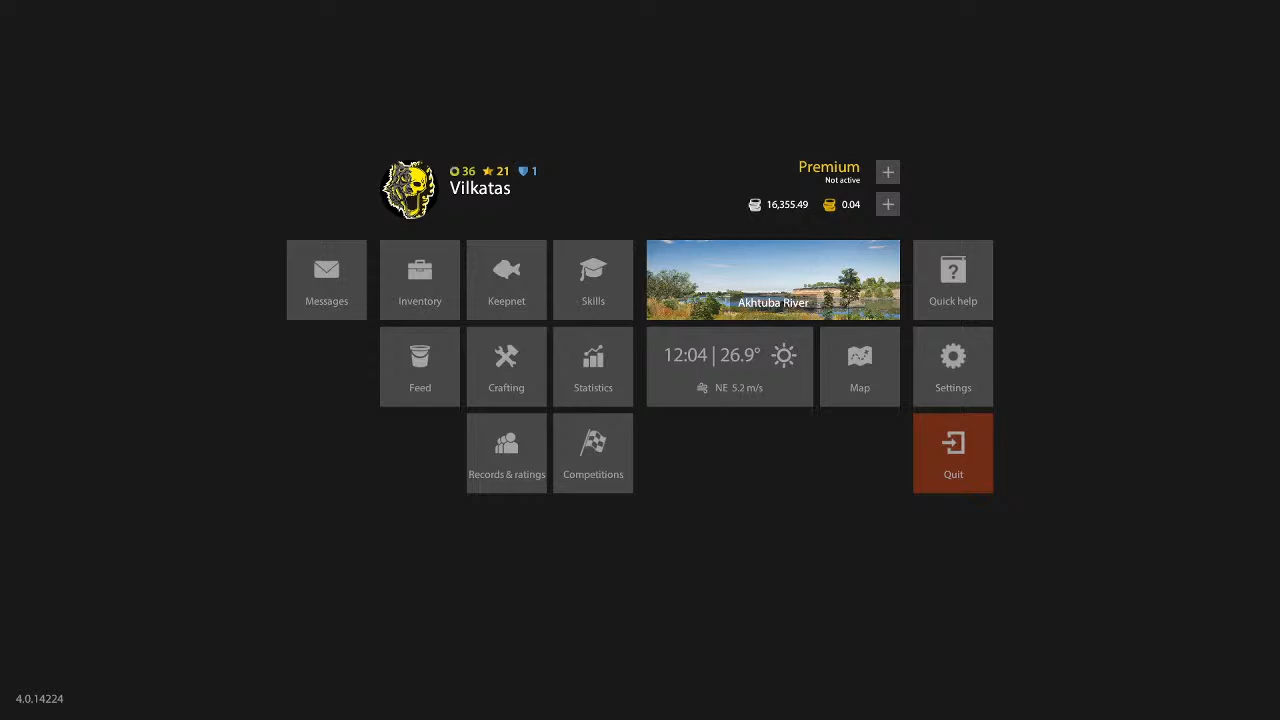 36 21 1
Vilkatas
Premium
Not active
16,355.49 0.04
Messages
Inventory
Keepnet
Skills
Akhtuba River
Quick help
Feed
Crafting
Statistics
12:04 | 26.9°
NE 5.2 m/s
Map
Settings
Records & ratings
Competitions
Quit
4.0.14224